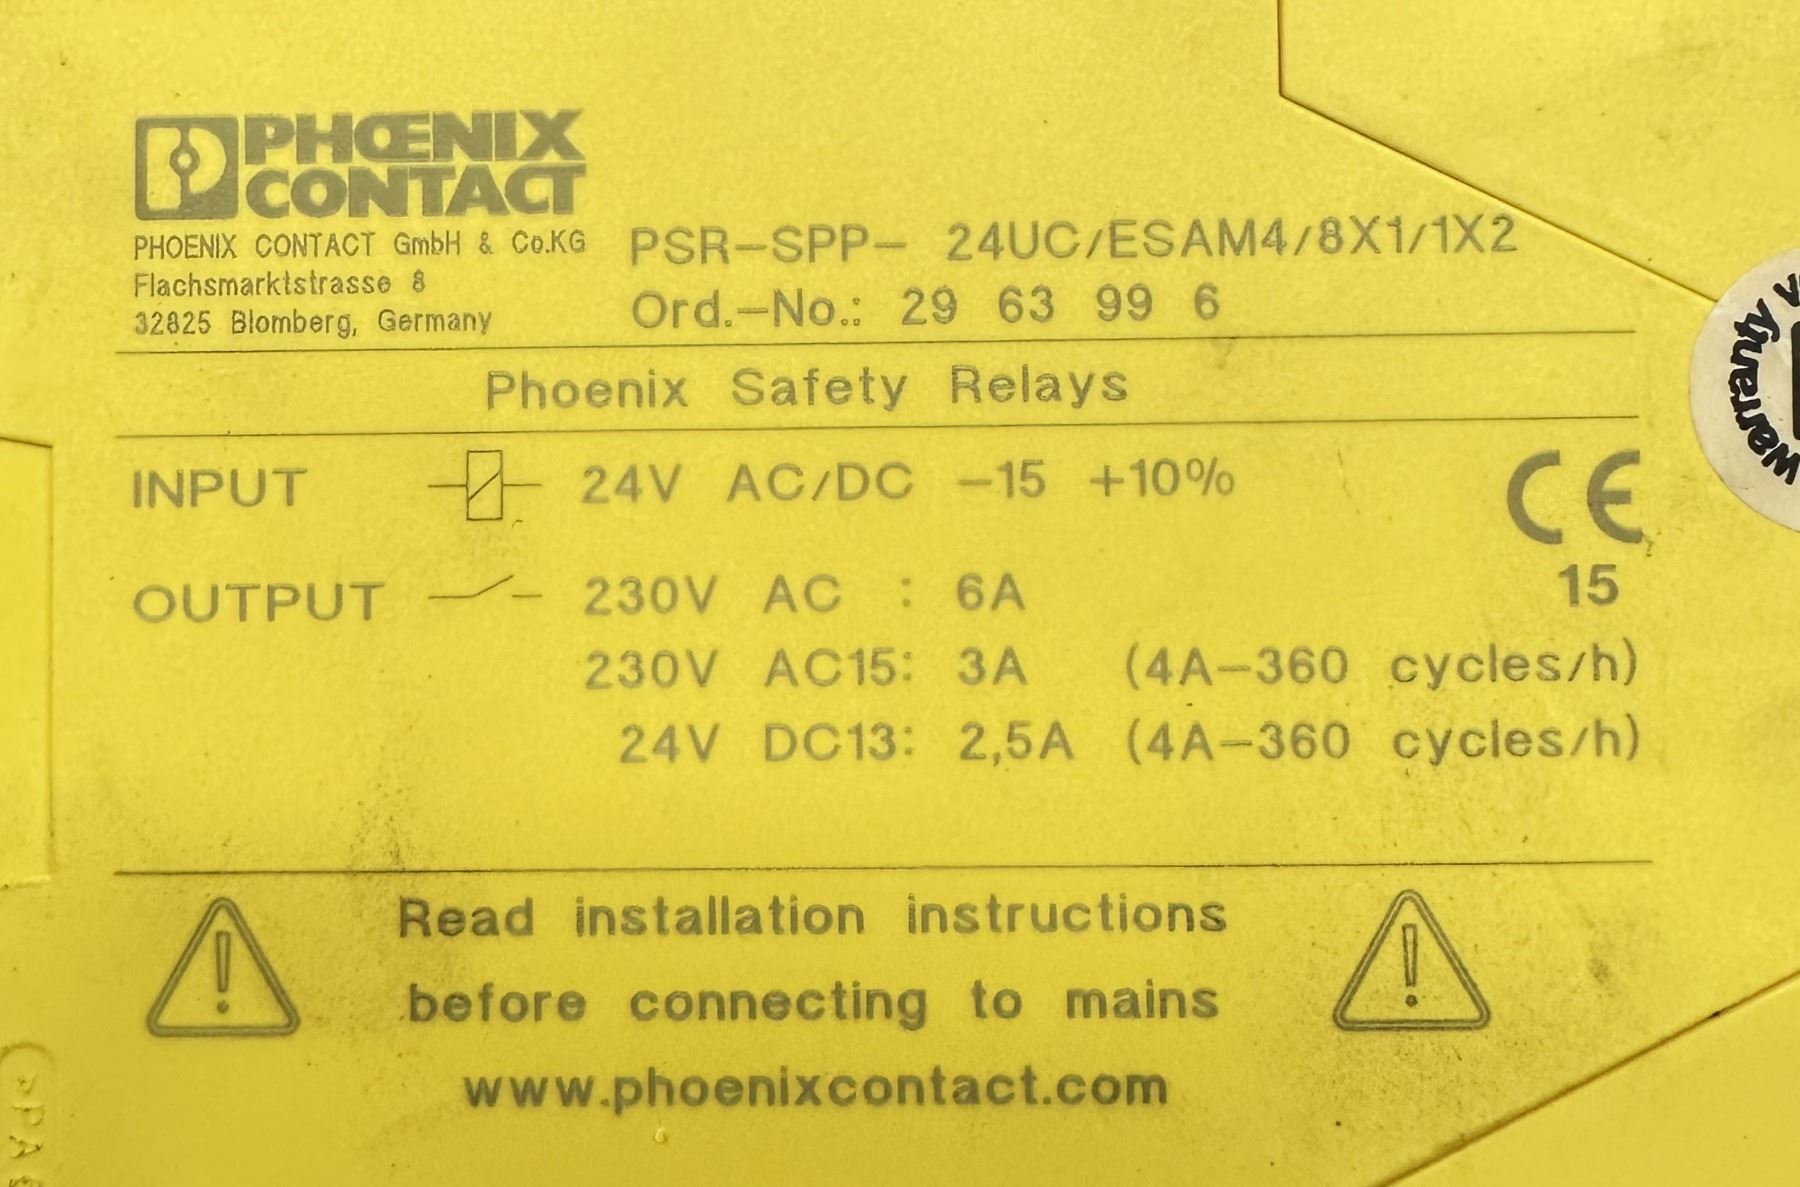 PHOENIX
CONTACT
PHOENIX CONTACT GmbH & Co.KG
Flachsmarktstrasse 8
32825 Blomberg, Germany
PSR-SPP- 24UC/ESAM4/8X1/1X2
Ord.-No.: 29 63 99 6
Phoenix Safety Relays
INPUT 24V AC/DC -15 +10%
CE
OUTPUT 230V AC : 6A
15
230V AC15: 3A (4A-360 cycles/h)
24V DC13: 2,5A (4A-360 cycles/h)
Read installation instructions
before connecting to mains
www.phoenixcontact.com
warranty